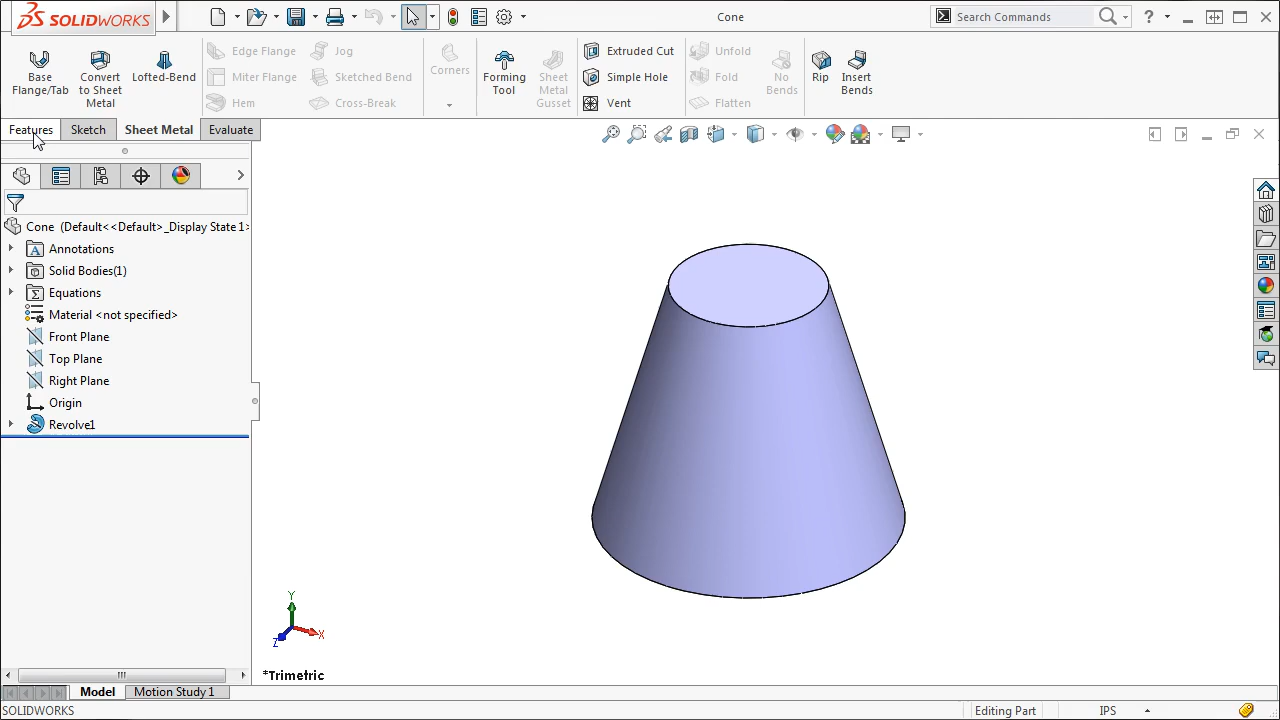 SOLIDWORKS
Cone
Search Commands
Base Flange/Tab
Convert to Sheet Metal
Lofted-Bend
Edge Flange
Miter Flange
Hem
Jog
Sketched Bend
Cross-Break
Corners
Forming Tool
Sheet Metal Gusset
Extruded Cut
Simple Hole
Vent
Unfold
Fold
Flatten
No Bends
Rip
Insert Bends
Features
Sketch
Sheet Metal
Evaluate
Cone (Default<<Default>_Display State 1>
Annotations
Solid Bodies(1)
Equations
Material <not specified>
Front Plane
Top Plane
Right Plane
Origin
Revolve1
Y
X
Z
*Trimetric
Model
Motion Study 1
SOLIDWORKS
Editing Part
IPS